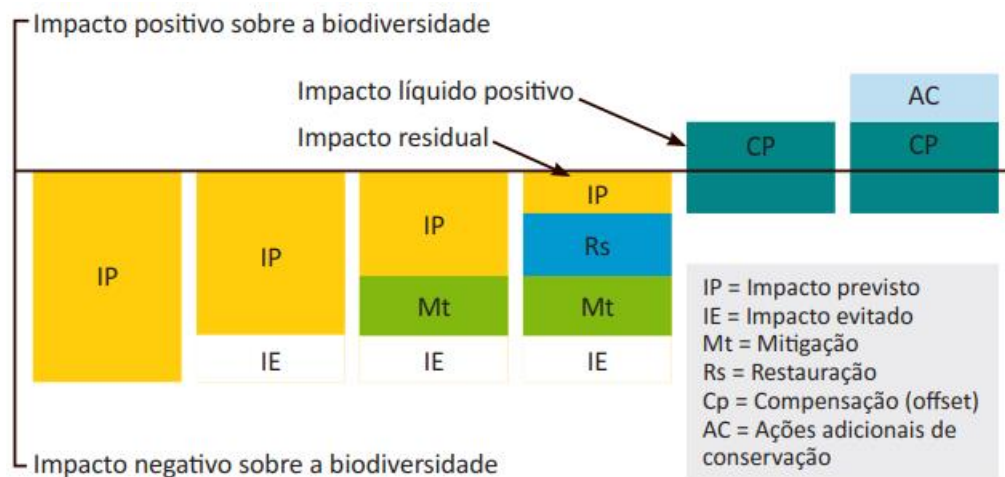 Impacto positivo sobre a biodiversidade
Impacto líquido positivo
Impacto residual
AC
CP
CP
IP
IP
IP
IP
Rs
Mt
Mt
IE
IE
IE
IP = Impacto previsto
IE = Impacto evitado
Mt = Mitigação
Rs = Restauração
Cp = Compensação (offset)
AC = Ações adicionais de
conservação
Impacto negativo sobre a biodiversidade